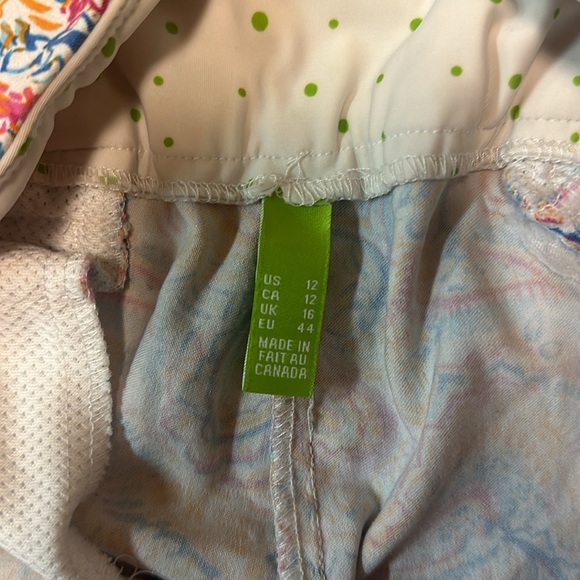 US 12
CA 12
UK 16
EU 44
MADE IN
FAIT AU
CANADA